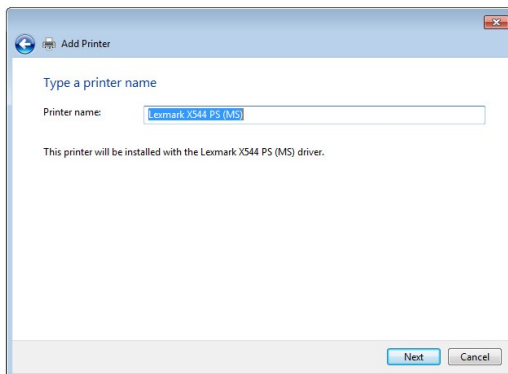 Add Printer
Type a printer name
Printer name: Lexmark X544 PS (MS)
This printer will be installed with the Lexmark X544 PS (MS) driver.
Next Cancel